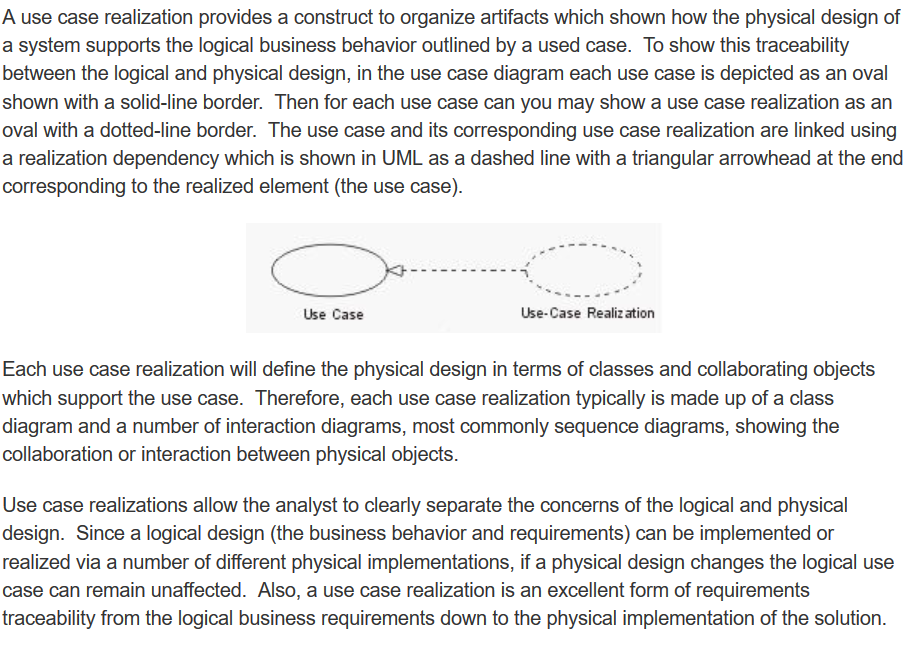 A use case realization provides a construct to organize artifacts which shown how the physical design of
a system supports the logical business behavior outlined by a used case.  To show this traceability
between the logical and physical design, in the use case diagram each use case is depicted as an oval
shown with a solid-line border.  Then for each use case can you may show a use case realization as an
oval with a dotted-line border.  The use case and its corresponding use case realization are linked using
a realization dependency which is shown in UML as a dashed line with a triangular arrowhead at the end
corresponding to the realized element (the use case).
Use Case
Use-Case Realization
Each use case realization will define the physical design in terms of classes and collaborating objects
which support the use case.  Therefore, each use case realization typically is made up of a class
diagram and a number of interaction diagrams, most commonly sequence diagrams, showing the
collaboration or interaction between physical objects.
Use case realizations allow the analyst to clearly separate the concerns of the logical and physical
design.  Since a logical design (the business behavior and requirements) can be implemented or
realized via a number of different physical implementations, if a physical design changes the logical use
case can remain unaffected.  Also, a use case realization is an excellent form of requirements
traceability from the logical business requirements down to the physical implementation of the solution.